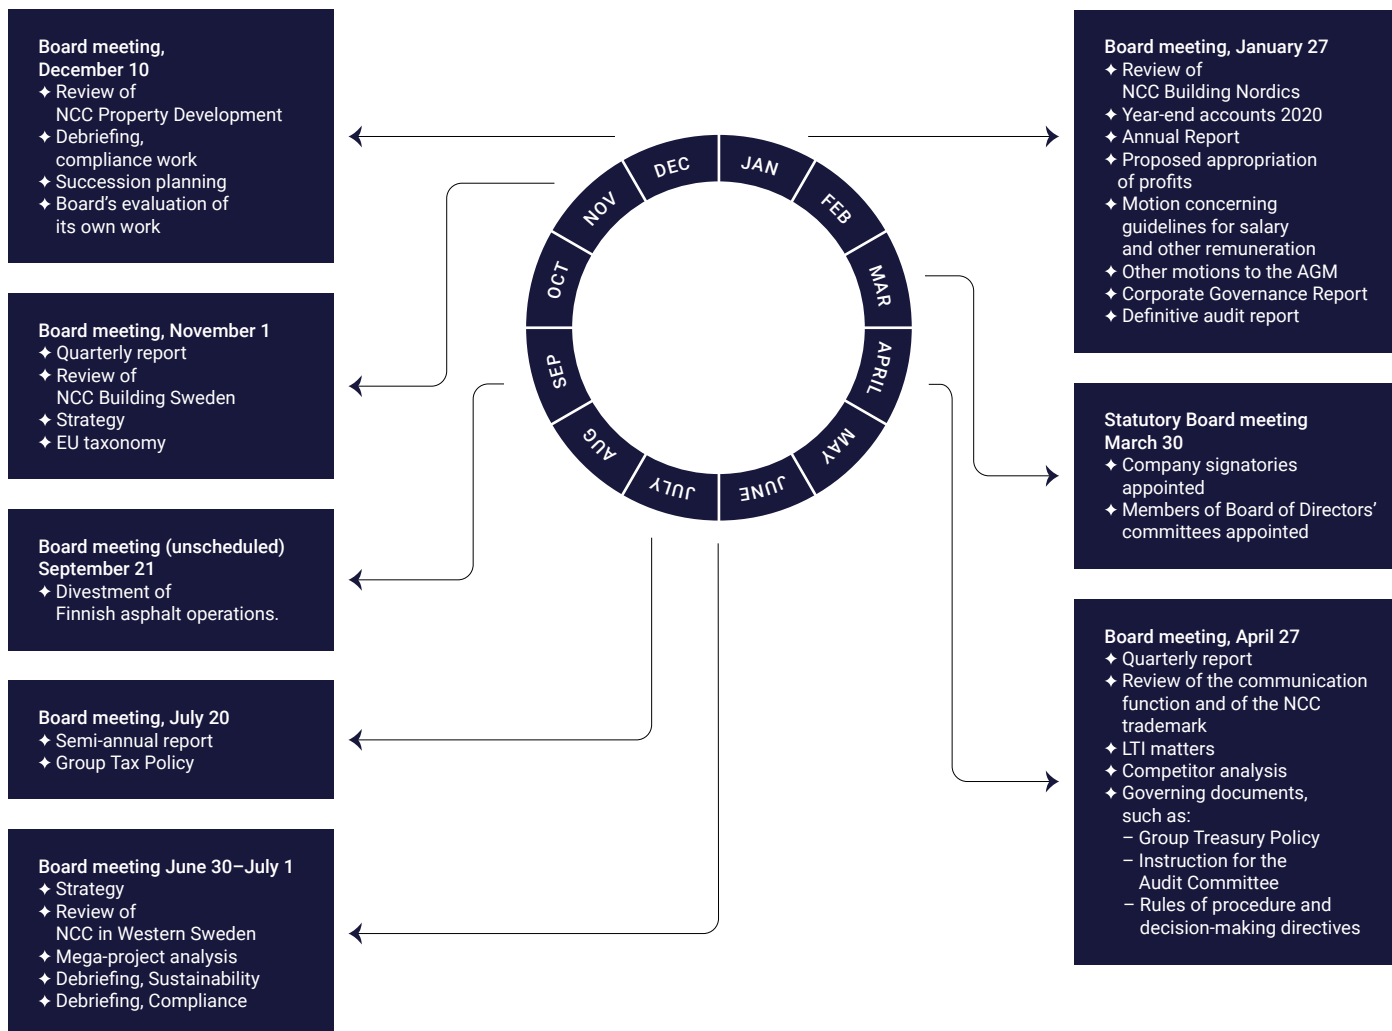 Board meeting,
December 10
✦ Review of
NCC Property Development
✦ Debriefing,
compliance work
✦ Succession planning
✦ Board’s evaluation of
its own work
Board meeting, November 1
✦ Quarterly report
✦ Review of
NCC Building Sweden
✦ Strategy
✦ EU taxonomy
Board meeting (unscheduled)
September 21
✦ Divestment of
Finnish asphalt operations.
Board meeting, July 20
✦ Semi-annual report
✦ Group Tax Policy
Board meeting June 30–July 1
✦ Strategy
✦ Review of
NCC in Western Sweden
✦ Mega-project analysis
✦ Debriefing, Sustainability
✦ Debriefing, Compliance
JAN
FEB
MAR
APRIL
MAY
JUNE
JULY
AUG
SEP
OCT
NOV
DEC
Board meeting, January 27
✦ Review of
NCC Building Nordics
✦ Year-end accounts 2020
✦ Annual Report
✦ Proposed appropriation
of profits
✦ Motion concerning
guidelines for salary
and other remuneration
✦ Other motions to the AGM
✦ Corporate Governance Report
✦ Definitive audit report
Statutory Board meeting
March 30
✦ Company signatories
appointed
✦ Members of Board of Directors’
committees appointed
Board meeting, April 27
✦ Quarterly report
✦ Review of the communication
function and of the NCC
trademark
✦ LTI matters
✦ Competitor analysis
✦ Governing documents,
such as:
– Group Treasury Policy
– Instruction for the
Audit Committee
– Rules of procedure and
decision-making directives